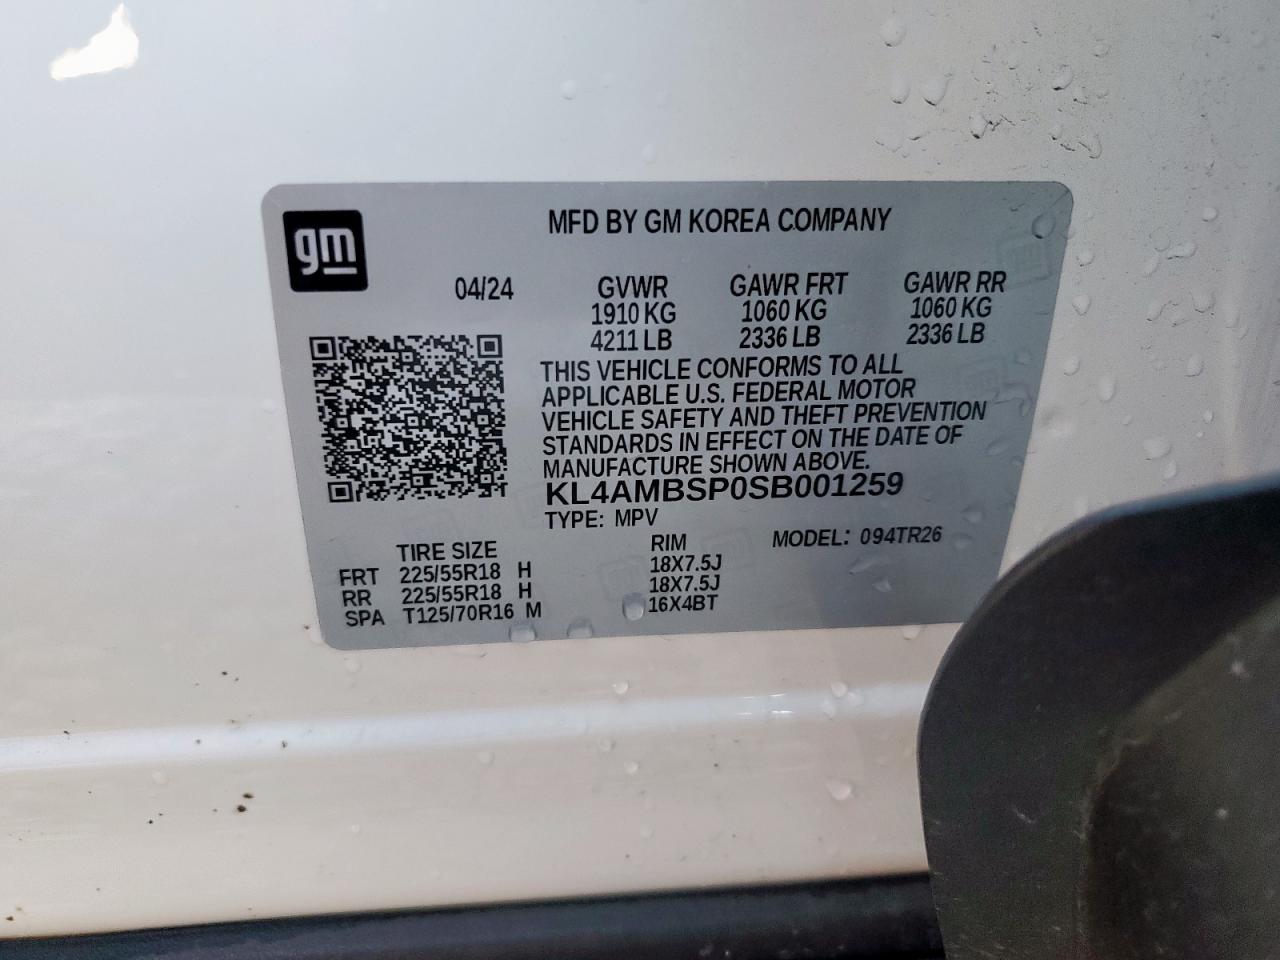 gm
MFD BY GM KOREA COMPANY
04/24 GVWR GAWR FRT GAWR RR
1910 KG 1060 KG 1060 KG
4211 LB 2336 LB 2336 LB
THIS VEHICLE CONFORMS TO ALL
APPLICABLE U.S. FEDERAL MOTOR
VEHICLE SAFETY AND THEFT PREVENTION
STANDARDS IN EFFECT ON THE DATE OF
MANUFACTURE SHOWN ABOVE.
KL4AMBSP0SB001259
TYPE: MPV
TIRE SIZE RIM MODEL: 094TR26
FRT 225/55R18 H 18X7.5J
RR 225/55R18 H 18X7.5J
SPA T125/70R16 M 16X4BT